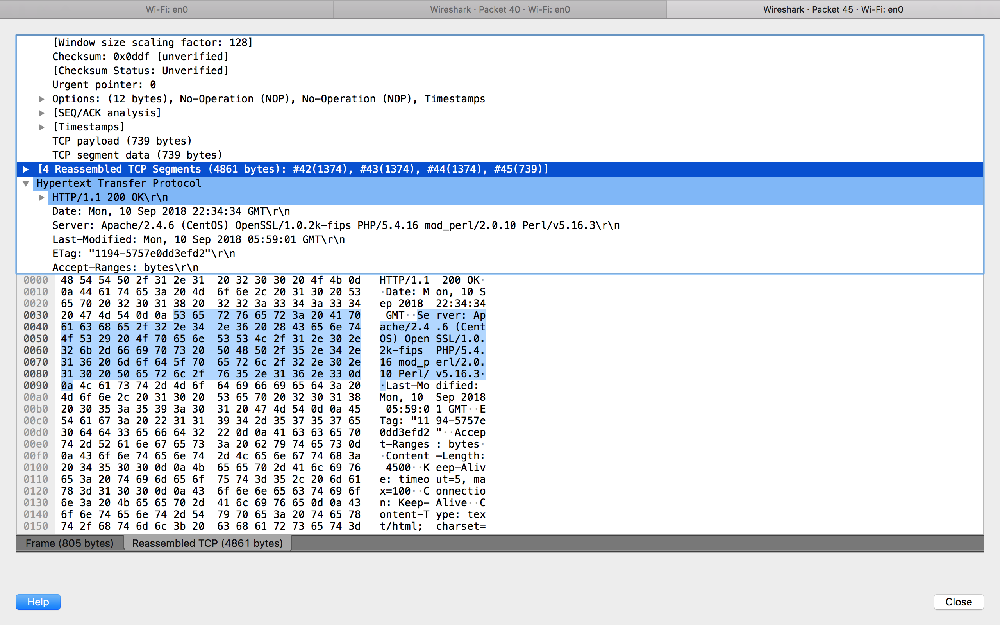 Wi-Fi: en0
Wireshark · Packet 40 · Wi-Fi: en0
Wireshark · Packet 45 · Wi-Fi: en0
[Window size scaling factor: 128]
Checksum: 0x0ddf [unverified]
[Checksum Status: Unverified]
Urgent pointer: 0
Options: (12 bytes), No-Operation (NOP), No-Operation (NOP), Timestamps
[SEQ/ACK analysis]
[Timestamps]
TCP payload (739 bytes)
TCP segment data (739 bytes)
[4 Reassembled TCP Segments (4861 bytes): #42(1374), #43(1374), #44(1374), #45(739)]
Hypertext Transfer Protocol
HTTP/1.1 200 OK\r\n
Date: Mon, 10 Sep 2018 22:34:34 GMT\r\n
Server: Apache/2.4.6 (CentOS) OpenSSL/1.0.2k-fips PHP/5.4.16 mod_perl/2.0.10 Perl/v5.16.3\r\n
Last-Modified: Mon, 10 Sep 2018 05:59:01 GMT\r\n
ETag: "1194-5757e0dd3efd2"\r\n
Accept-Ranges: bytes\r\n
0000 48 54 54 50 2f 31 2e 31 20 32 30 30 20 4f 4b 0d HTTP/1.1 200 OK·
0010 0a 44 61 74 65 3a 20 4d 6f 6e 2c 20 31 30 20 53 ·Date: M on, 10 S
0020 65 70 20 32 30 31 38 20 32 32 3a 33 34 3a 33 34 ep 2018 22:34:34
0030 20 47 4d 54 0d 0a 53 65 72 76 65 72 3a 20 41 70 GMT··Se rver: Ap
0040 61 63 68 65 2f 32 2e 34 2e 36 20 28 43 65 6e 74 ache/2.4 .6 (Cent
0050 4f 53 29 20 4f 70 65 6e 53 53 4c 2f 31 2e 30 2e OS) Open SSL/1.0.
0060 32 6b 2d 66 69 70 73 20 50 48 50 2f 35 2e 34 2e 2k-fips PHP/5.4.
0070 31 36 20 6d 6f 64 5f 70 65 72 6c 2f 32 2e 30 2e 16 mod_p erl/2.0.
0080 31 30 20 50 65 72 6c 2f 76 35 2e 31 36 2e 33 0d 10 Perl/ v5.16.3·
0090 0a 4c 61 73 74 2d 4d 6f 64 69 66 69 65 64 3a 20 ·Last-Mo dified:
00a0 4d 6f 6e 2c 20 31 30 20 53 65 70 20 32 30 31 38 Mon, 10 Sep 2018
00b0 20 30 35 3a 35 39 3a 30 31 20 47 4d 54 0d 0a 45 05:59:0 1 GMT··E
00c0 54 61 67 3a 20 22 31 31 39 34 2d 35 37 35 37 65 Tag: "11 94-5757e
00d0 30 64 64 33 65 66 64 32 22 0d 0a 41 63 63 65 70 0dd3efd2 "··Accep
00e0 74 2d 52 61 6e 67 65 73 3a 20 62 79 74 65 73 0d t-Ranges : bytes·
00f0 0a 43 6f 6e 74 65 6e 74 2d 4c 65 6e 67 74 68 3a ·Content -Length:
0100 20 34 35 30 30 0d 0a 4b 65 65 70 2d 41 6c 69 76 4500··K eep-Aliv
0110 65 3a 20 74 69 6d 65 6f 75 74 3d 35 2c 20 6d 61 e: timeo ut=5, ma
0120 78 3d 31 30 30 0d 0a 43 6f 6e 6e 65 63 74 69 6f x=100··C onnectio
0130 6e 3a 20 4b 65 65 70 2d 41 6c 69 76 65 0d 0a 43 n: Keep- Alive··C
0140 6f 6e 74 65 6e 74 2d 54 79 70 65 3a 20 74 65 78 ontent-T ype: tex
0150 74 2f 68 74 6d 6c 3b 20 63 68 61 72 73 65 74 3d t/html; charset=
Frame (805 bytes)
Reassembled TCP (4861 bytes)
Help
Close